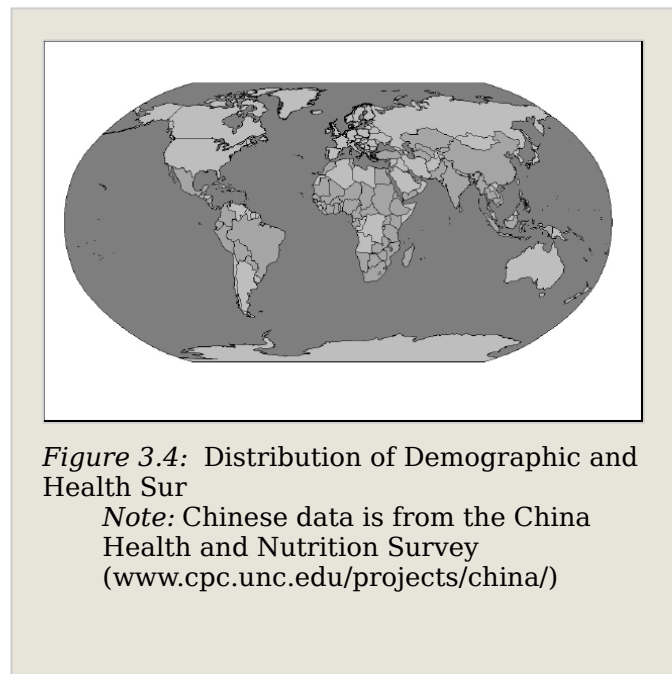 Figure 3.4: Distribution of Demographic and
Health Sur
Note: Chinese data is from the China
Health and Nutrition Survey
(www.cpc.unc.edu/projects/china/)